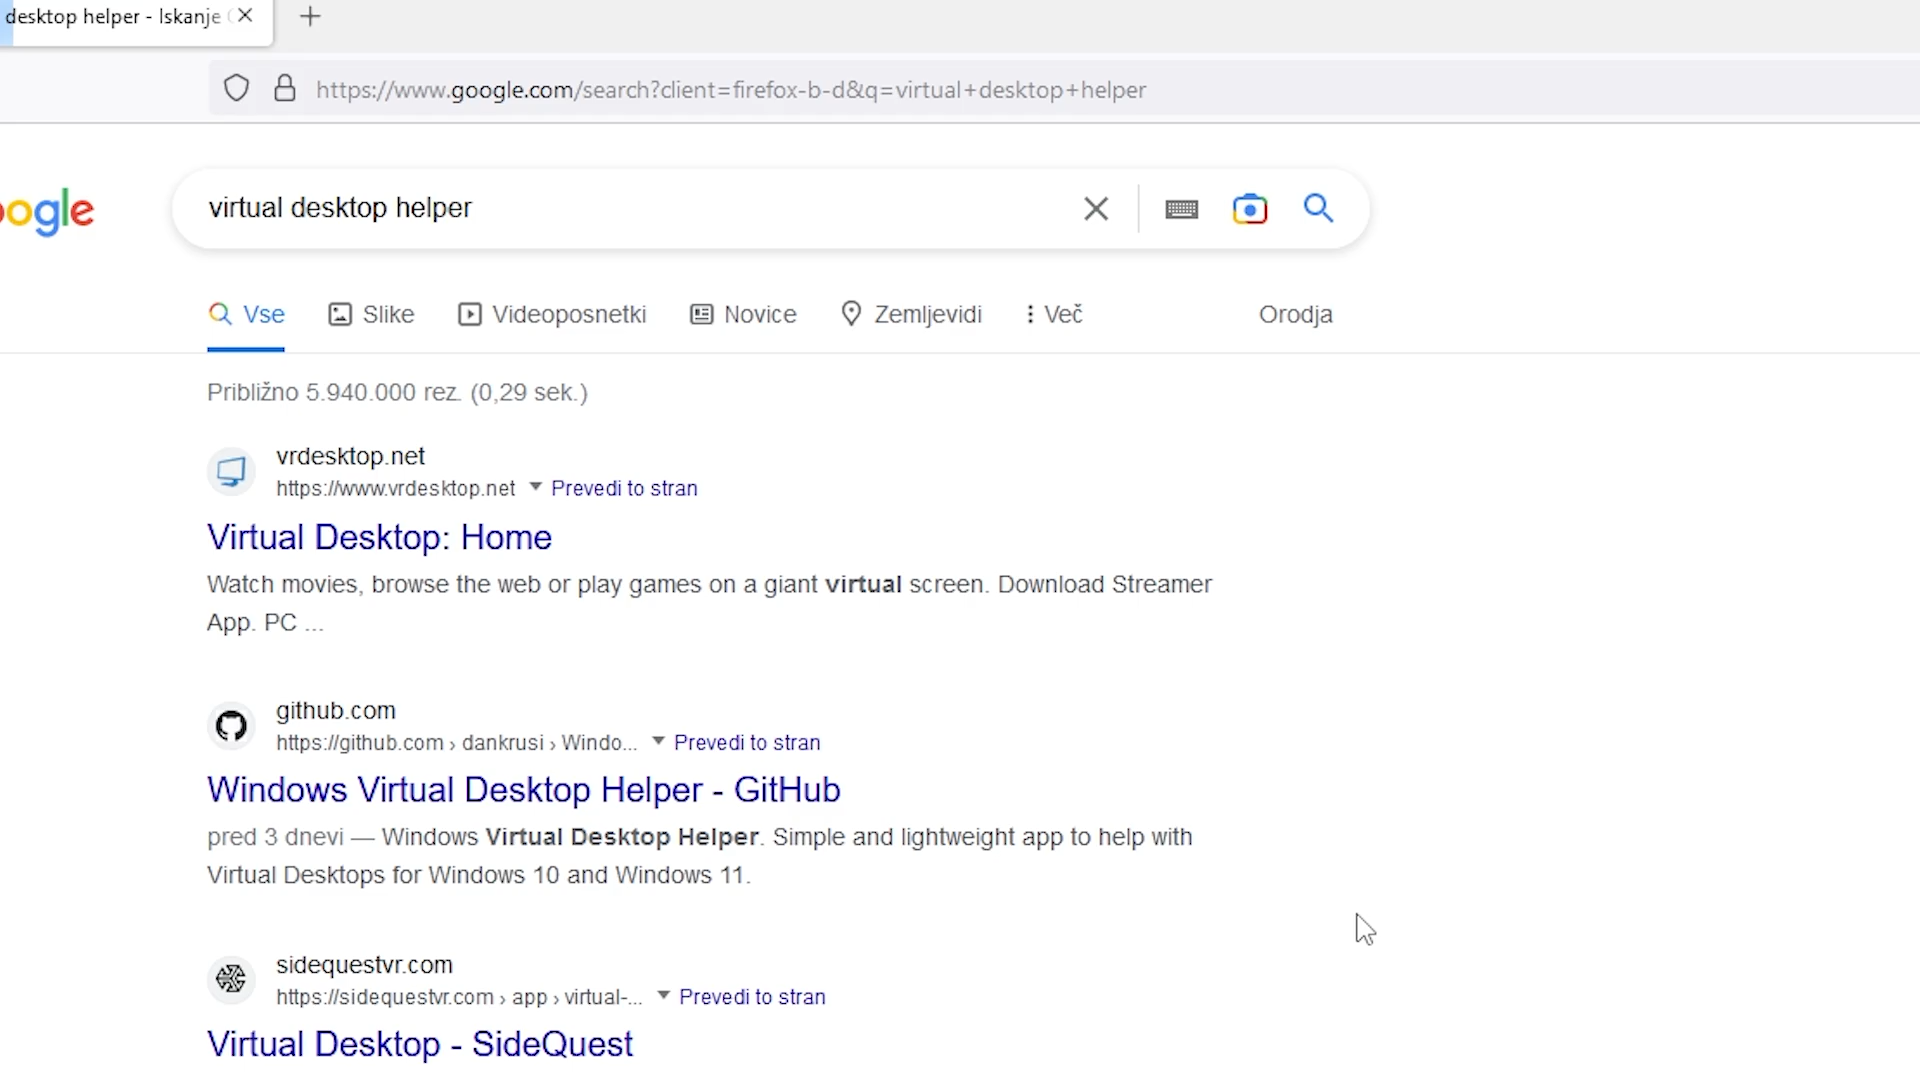 desktop helper - Iskanje
https://www.google.com/search?client=firefox-b-d&q=virtual+desktop+helper
ogle
virtual desktop helper
Vse Slike Videoposnetki Novice Zemljevidi Več Orodja
Približno 5.940.000 rez. (0,29 sek.)
vrdesktop.net
https://www.vrdesktop.net Prevedi to stran
Virtual Desktop: Home
Watch movies, browse the web or play games on a giant virtual screen. Download Streamer
App. PC ...
github.com
https://github.com › dankrusi › Windo... Prevedi to stran
Windows Virtual Desktop Helper - GitHub
pred 3 dnevi — Windows Virtual Desktop Helper. Simple and lightweight app to help with
Virtual Desktops for Windows 10 and Windows 11.
sidequestvr.com
https://sidequestvr.com › app › virtual-... Prevedi to stran
Virtual Desktop - SideQuest